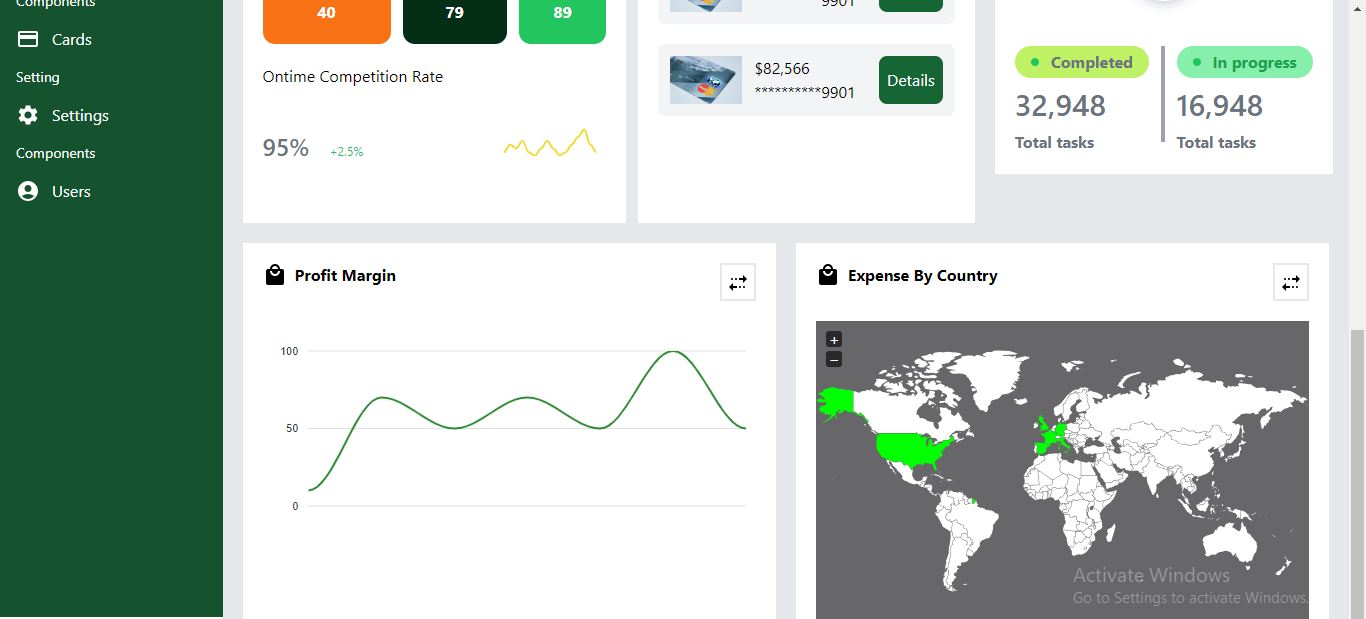 Components
Cards
Setting
Settings
Components
Users
40
79
89
Ontime Competition Rate
95%
+2.5%
9901
$82,566
**********9901
Details
Completed
32,948
Total tasks
In progress
16,948
Total tasks
Profit Margin
100
50
0
Expense By Country
+
–
Activate Windows
Go to Settings to activate Windows.